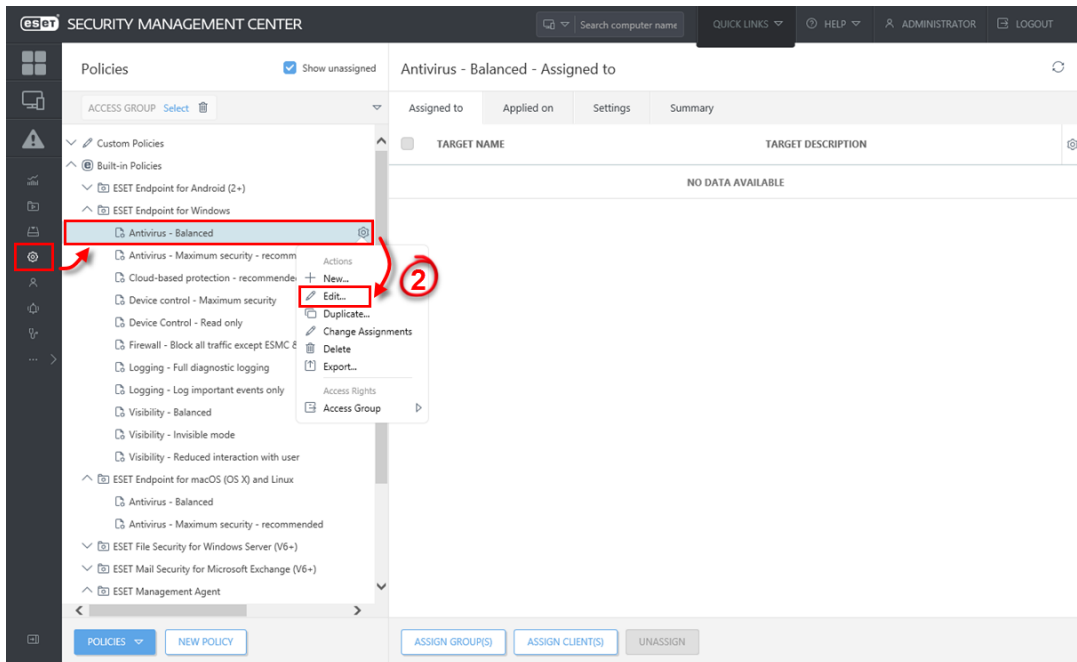 eset SECURITY MANAGEMENT CENTER
Search computer name
QUICK LINKS
HELP
ADMINISTRATOR
LOGOUT
Policies
Show unassigned
ACCESS GROUP Select
Custom Policies
Built-in Policies
ESET Endpoint for Android (2+)
ESET Endpoint for Windows
Antivirus - Balanced
Antivirus - Maximum security - recomm
Cloud-based protection - recommende
Device control - Maximum security
Device Control - Read only
Firewall - Block all traffic except ESMC &
Logging - Full diagnostic logging
Logging - Log important events only
Visibility - Balanced
Visibility - Invisible mode
Visibility - Reduced interaction with user
ESET Endpoint for macOS (OS X) and Linux
Antivirus - Balanced
Antivirus - Maximum security - recommended
ESET File Security for Windows Server (V6+)
ESET Mail Security for Microsoft Exchange (V6+)
ESET Management Agent
POLICIES
NEW POLICY
Actions
New...
Edit...
Duplicate...
Change Assignments
Delete
Export...
Access Rights
Access Group
2
Antivirus - Balanced - Assigned to
Assigned to
Applied on
Settings
Summary
TARGET NAME
TARGET DESCRIPTION
NO DATA AVAILABLE
ASSIGN GROUP(S)
ASSIGN CLIENT(S)
UNASSIGN